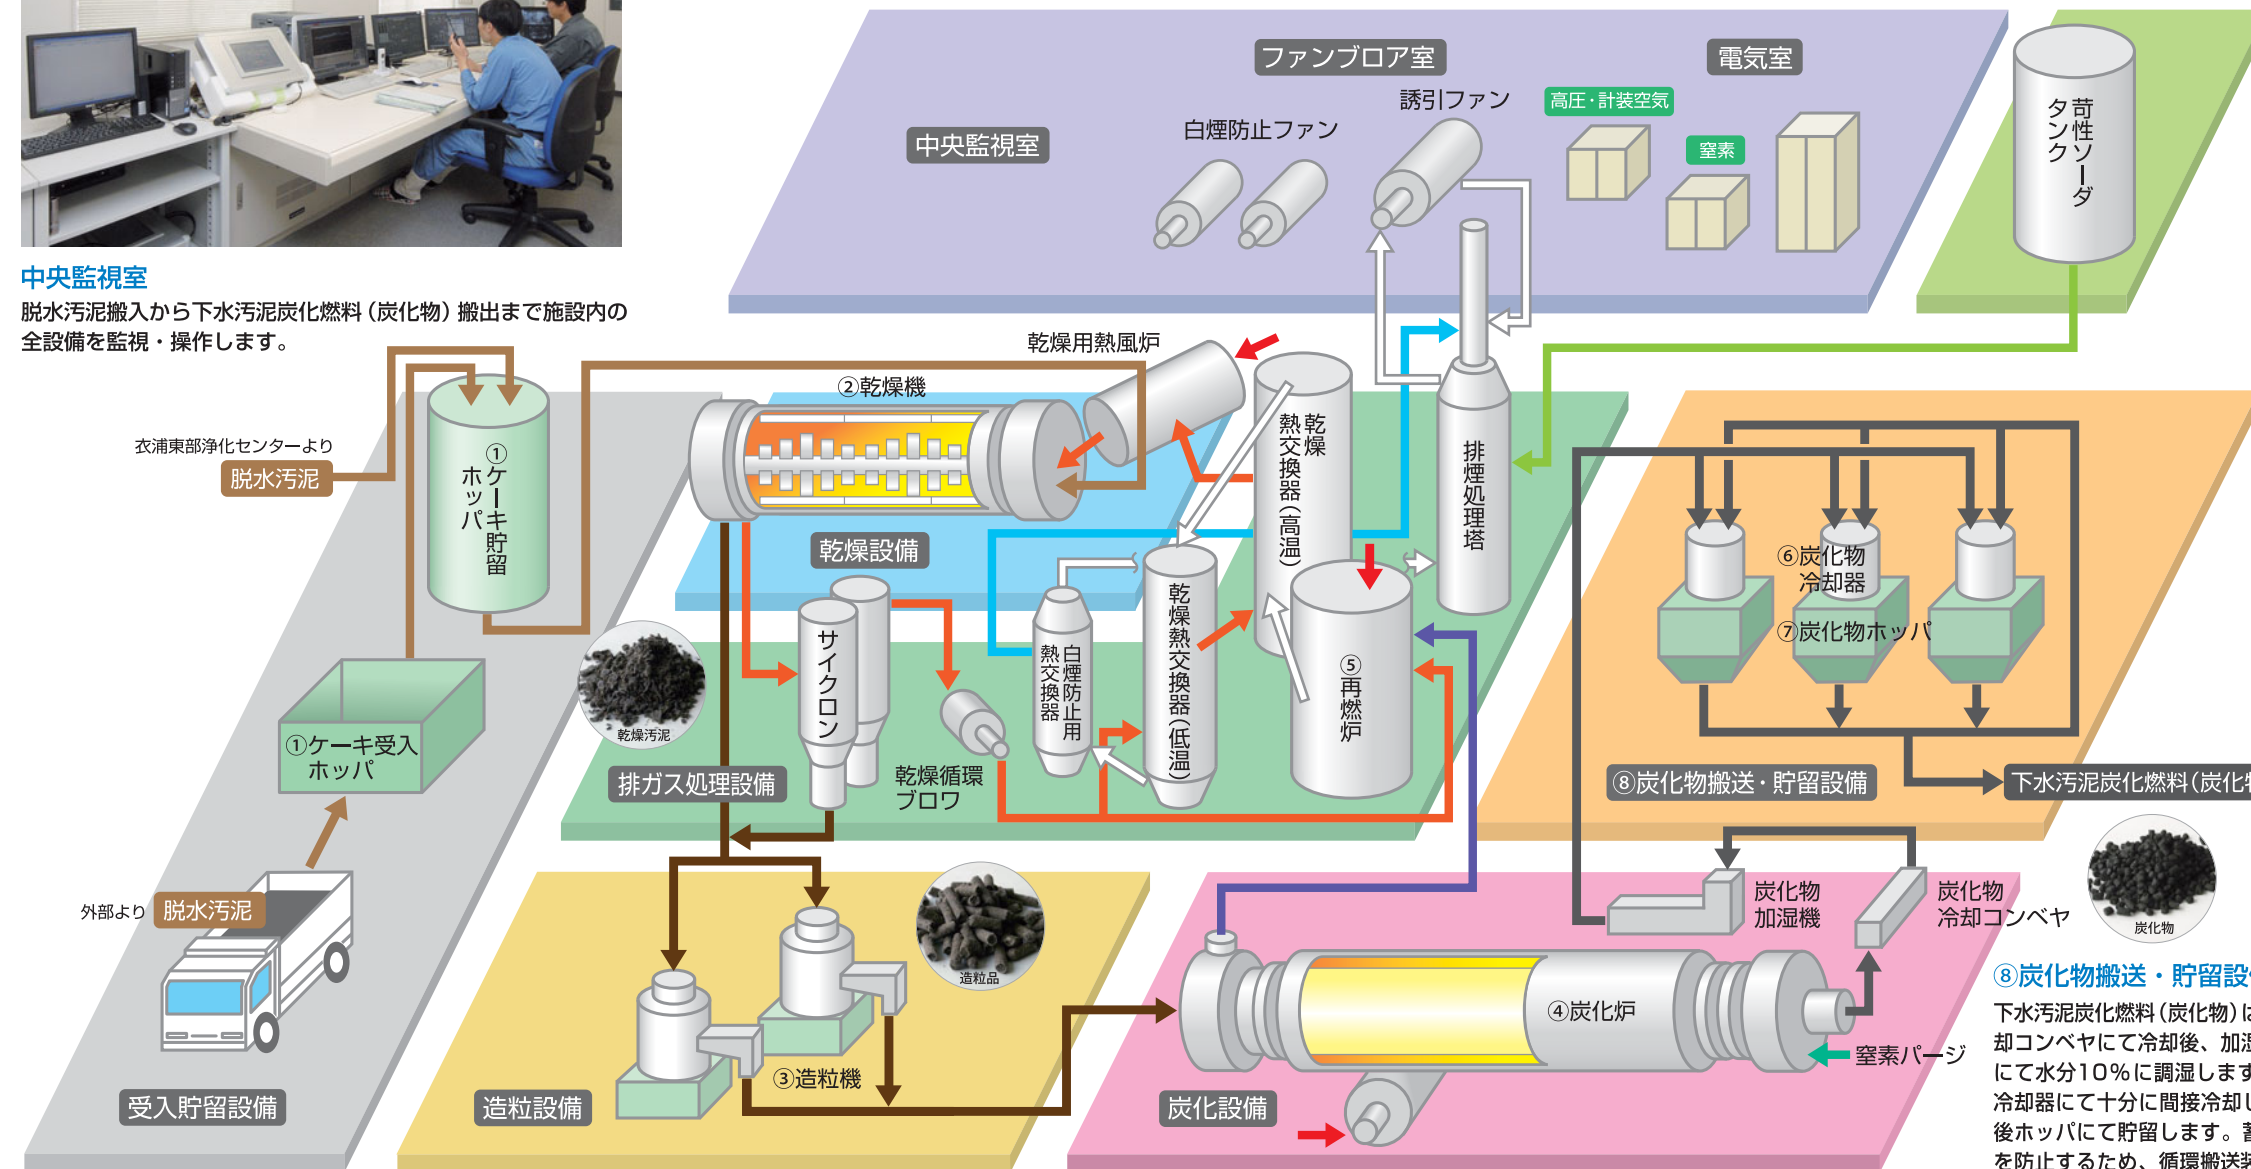 中央監視室
脱水汚泥搬入から下水汚泥炭化燃料（炭化物）搬出まで施設内の
全設備を監視・操作します。
中央監視室
ファンブロア室
電気室
白煙防止ファン
誘引ファン
高圧・計装空気
窒素
苛性ソーダ
タンク
衣浦東部浄化センターより
脱水汚泥
①ケーキ貯留
ホッパ
①ケーキ受入
ホッパ
外部より
脱水汚泥
受入貯留設備
乾燥用熱風炉
②乾燥機
乾燥設備
乾燥
熱交換器（高温）
排煙処理塔
乾燥汚泥
サイクロン
排ガス処理設備
乾燥循環
ブロワ
白煙防止用
熱交換器
乾燥熱交換器（低温）
⑤再燃炉
⑥炭化物
冷却器
⑦炭化物ホッパ
⑧炭化物搬送・貯留設備
下水汚泥炭化燃料（炭化物
造粒品
③造粒機
造粒設備
④炭化炉
炭化設備
窒素パージ
炭化物
加湿機
炭化物
冷却コンベヤ
炭化物
⑧炭化物搬送・貯留設
下水汚泥炭化燃料（炭化物）は
却コンベヤにて冷却後、加湿
にて水分10％に調湿します
冷却器にて十分に間接冷却し
後ホッパにて貯留します。蓄
を防止するため、循環搬送装